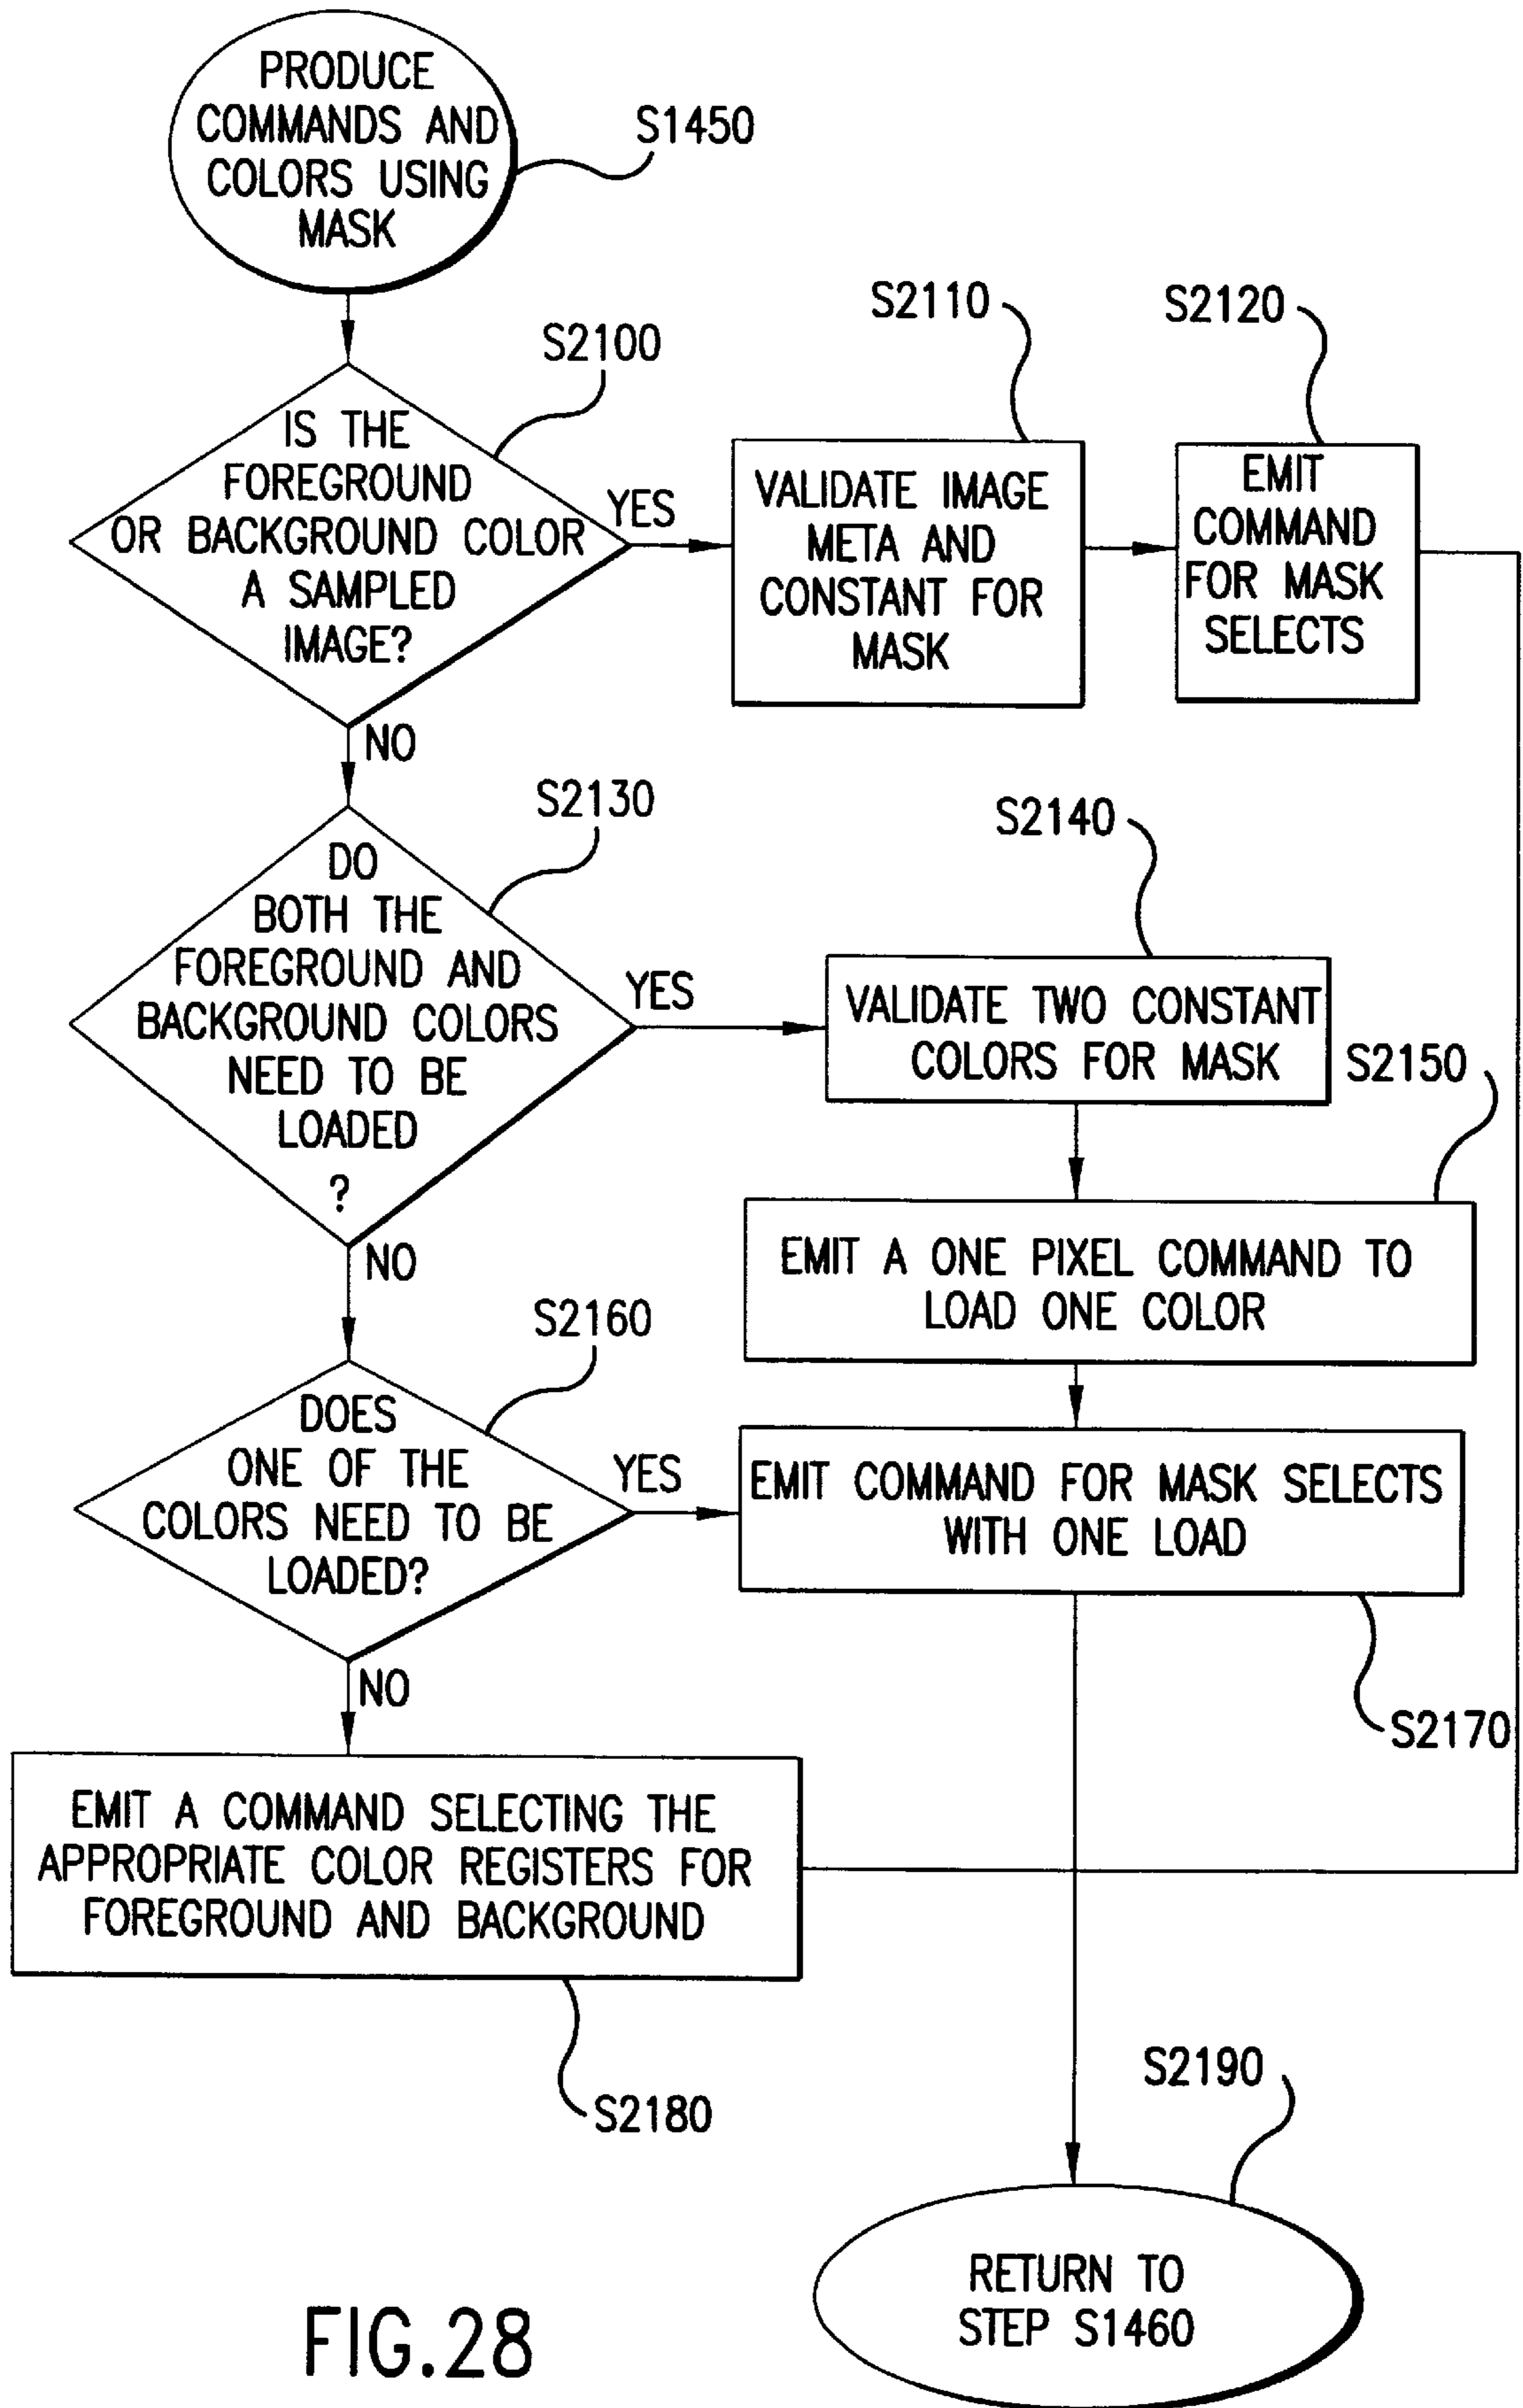 PRODUCE
COMMANDS AND
COLORS USING
MASK
S1450
S2100
IS THE
FOREGROUND
OR BACKGROUND COLOR
A SAMPLED
IMAGE?
YES
NO
S2110
VALIDATE IMAGE
META AND
CONSTANT FOR
MASK
S2120
EMIT
COMMAND
FOR MASK
SELECTS
S2130
DO
BOTH THE
FOREGROUND AND
BACKGROUND COLORS
NEED TO BE
LOADED
?
YES
NO
S2140
VALIDATE TWO CONSTANT
COLORS FOR MASK
S2150
EMIT A ONE PIXEL COMMAND TO
LOAD ONE COLOR
S2160
DOES
ONE OF THE
COLORS NEED TO BE
LOADED?
YES
NO
EMIT COMMAND FOR MASK SELECTS
WITH ONE LOAD
S2170
EMIT A COMMAND SELECTING THE
APPROPRIATE COLOR REGISTERS FOR
FOREGROUND AND BACKGROUND
S2180
S2190
RETURN TO
STEP S1460
FIG.28